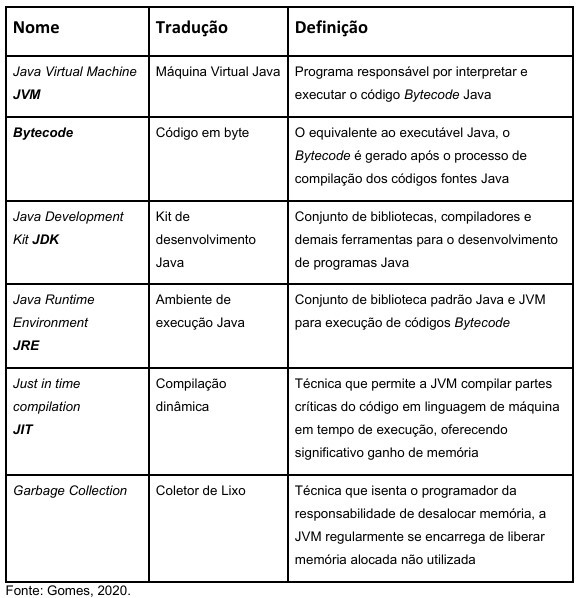 Nome Tradução Definição
Java Virtual Machine Máquina Virtual Java Programa responsável por interpretar e
JVM executar o código Bytecode Java
Bytecode Código em byte O equivalente ao executável Java, o
Bytecode é gerado após o processo de
compilação dos códigos fontes Java
Java Development Kit de Conjunto de bibliotecas, compiladores e
Kit JDK desenvolvimento demais ferramentas para o desenvolvimento
Java de programas Java
Java Runtime Ambiente de Conjunto de biblioteca padrão Java e JVM
Environment execução Java para execução de códigos Bytecode
JRE
Just in time Compilação Técnica que permite a JVM compilar partes
compilation dinâmica críticas do código em linguagem de máquina
JIT em tempo de execução, oferecendo
significativo ganho de memória
Garbage Collection Coletor de Lixo Técnica que isenta o programador da
responsabilidade de desalocar memória, a
JVM regularmente se encarrega de liberar
memória alocada não utilizada
Fonte: Gomes, 2020.